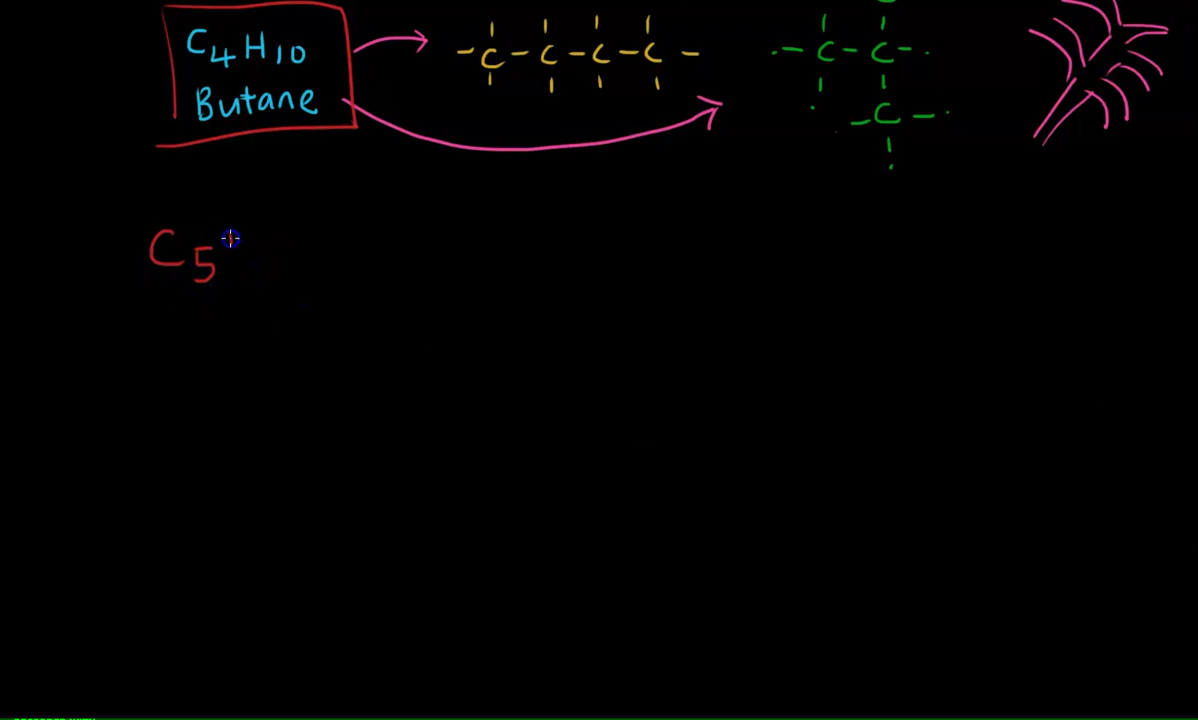 C4H10
Butane
- C - C - C - C -
- C - C -
- C -
C5